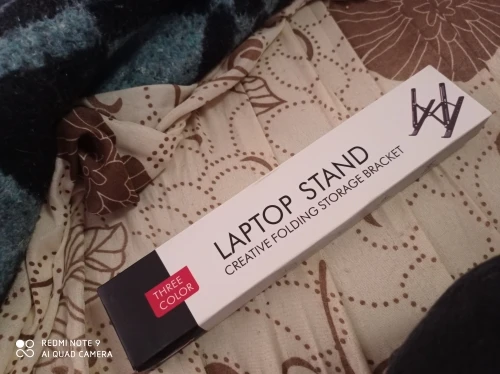 LAPTOP STAND
CREATIVE FOLDING STORAGE BRACKET
THREE
COLOR
REDMI NOTE 9
AI QUAD CAMERA